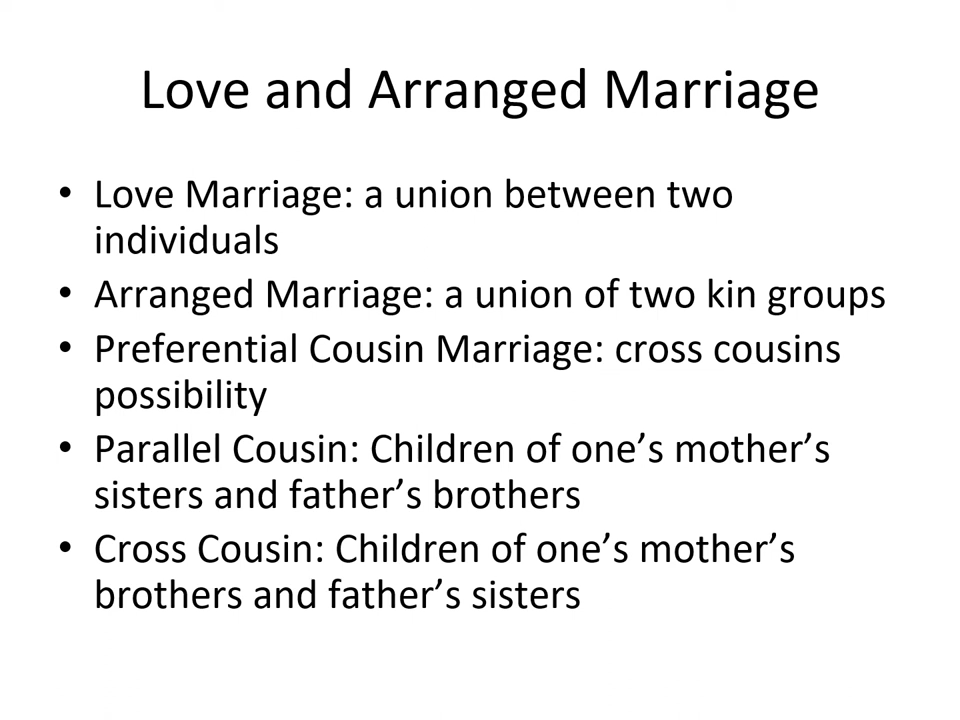 Love and Arranged Marriage
• Love Marriage: a union between two
individuals
• Arranged Marriage: a union of two kin groups
• Preferential Cousin Marriage: cross cousins
possibility
• Parallel Cousin: Children of one’s mother’s
sisters and father’s brothers
• Cross Cousin: Children of one’s mother’s
brothers and father’s sisters